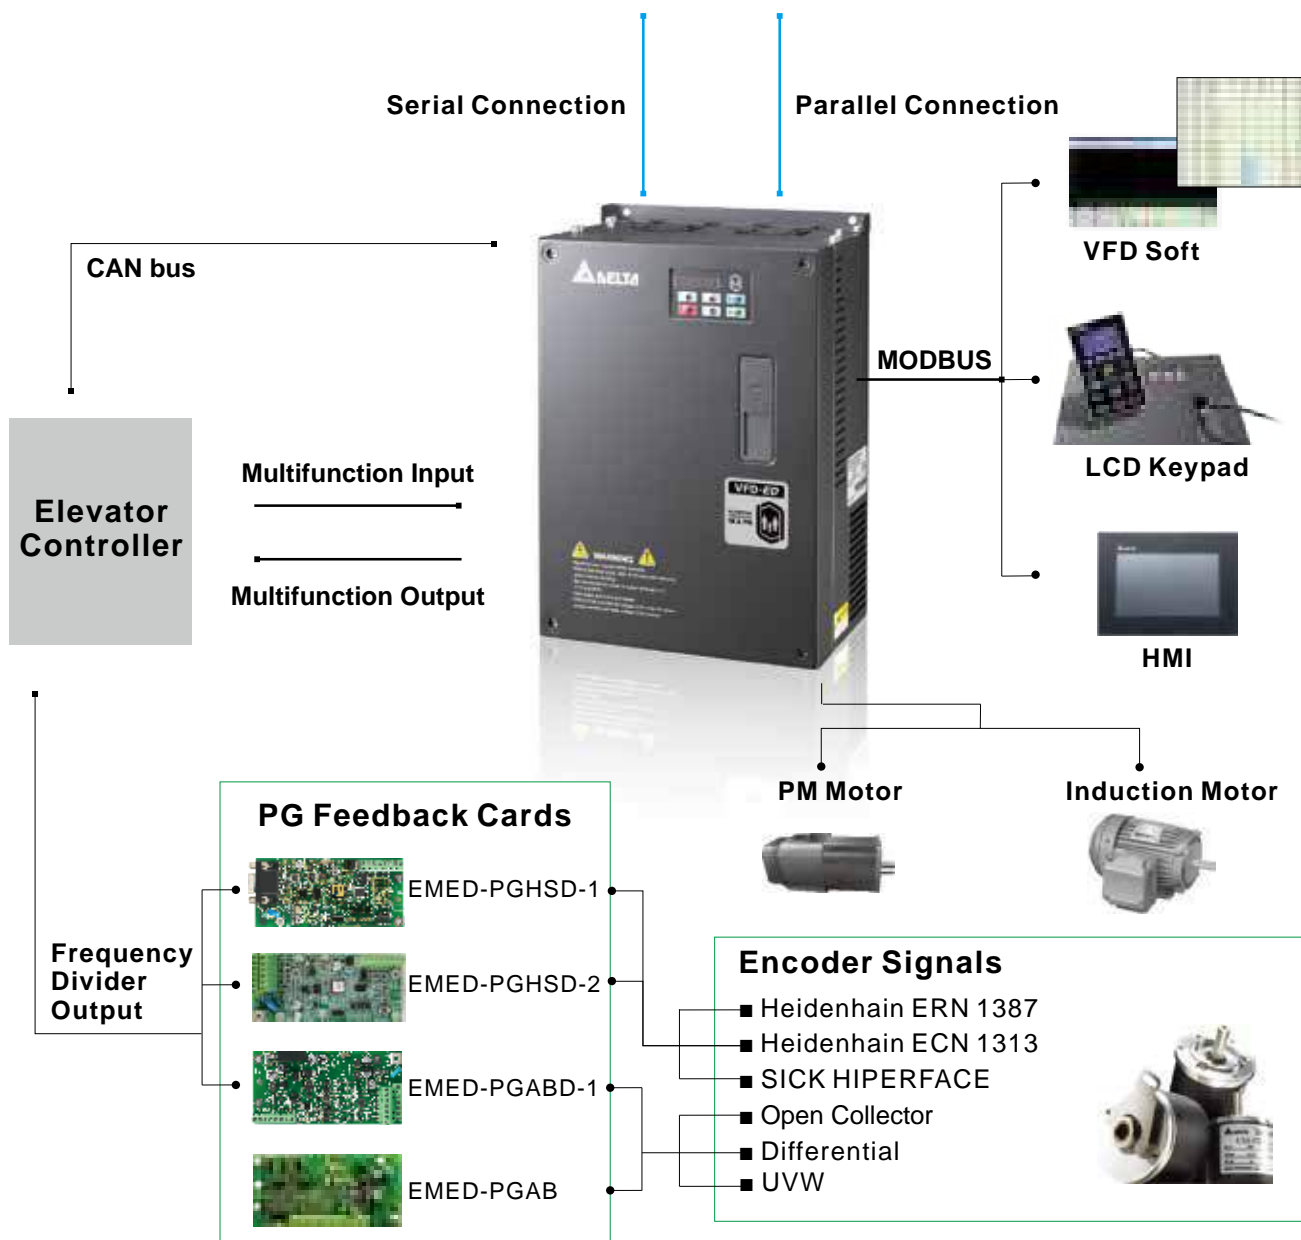 Serial Connection
Parallel Connection
VFD Soft
CAN bus
DELTA
MODBUS
LCD Keypad
Multifunction Input
Elevator
Controller
VFD-ED
WARNING
Multifunction Output
HMI
PM Motor
Induction Motor
PG Feedback Cards
EMED-PGHSD-1
Frequency
Divider
Output
EMED-PGHSD-2
EMED-PGABD-1
EMED-PGAB
Encoder Signals
Heidenhain ERN 1387
Heidenhain ECN 1313
SICK HIPERFACE
Open Collector
Differential
UVW